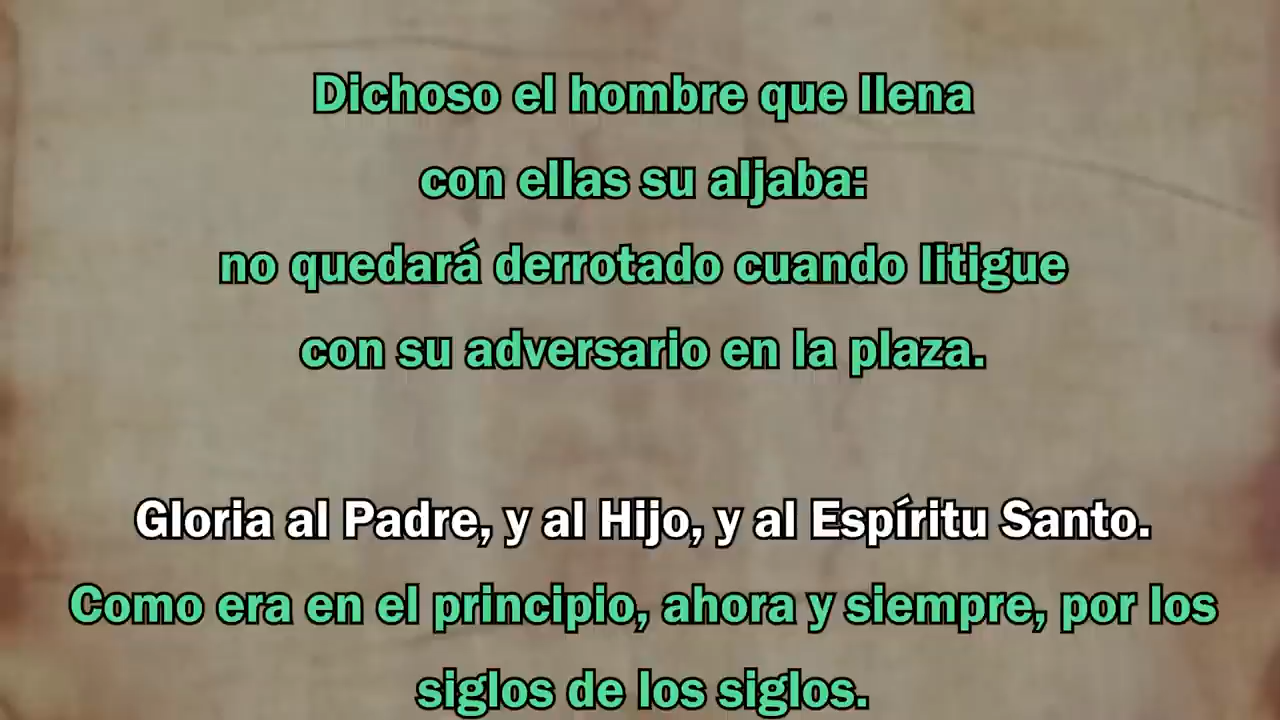 Dichoso el hombre que llena
con ellas su aljaba:
no quedará derrotado cuando litigue
con su adversario en la plaza.
Gloria al Padre, y al Hijo, y al Espíritu Santo.
Como era en el principio, ahora y siempre, por los
siglos de los siglos.